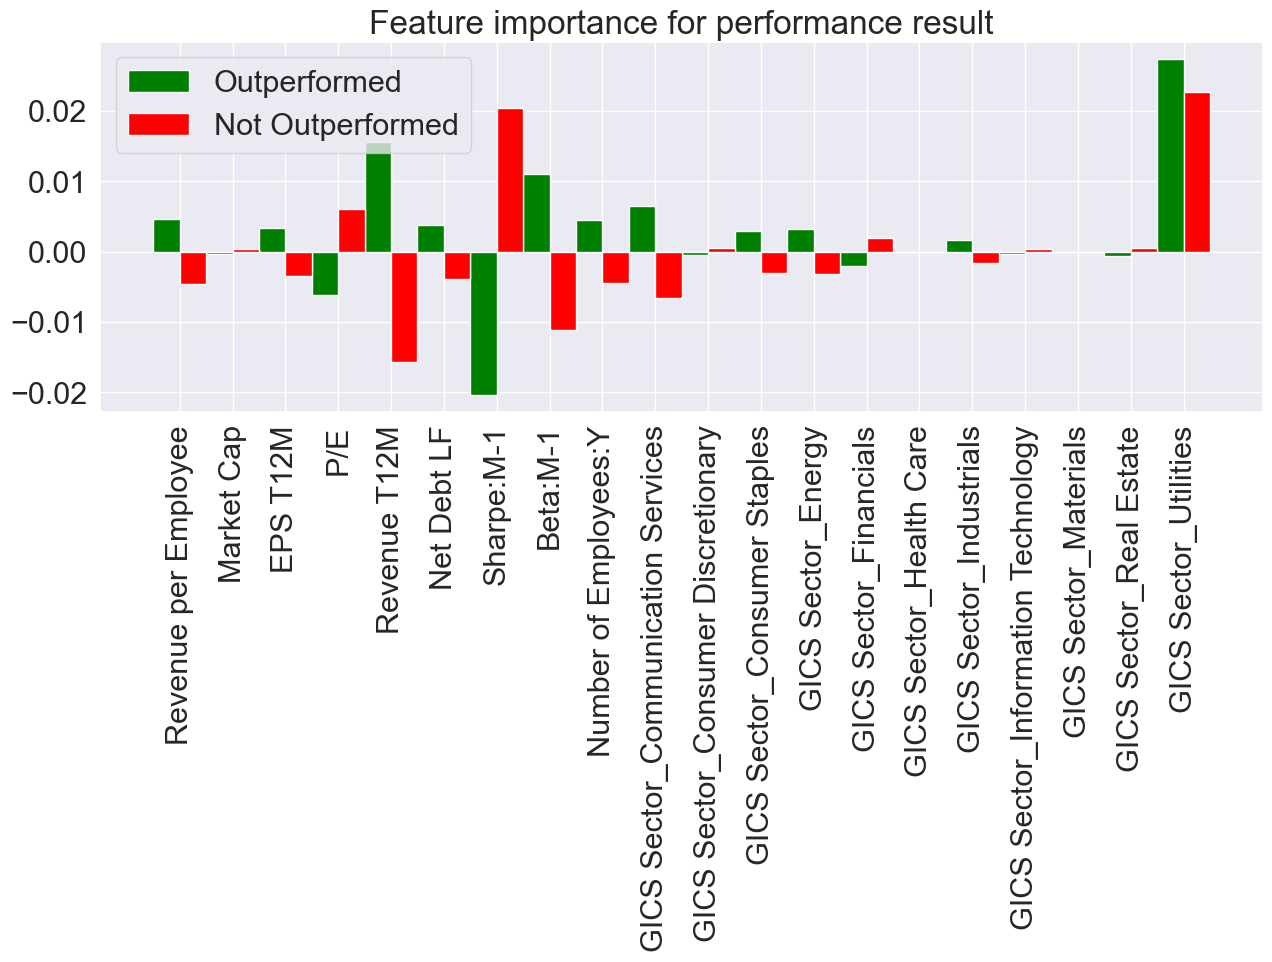 Feature importance for performance result
Outperformed
Not Outperformed
0.02
0.01
0.00
−0.01
−0.02
Revenue per Employee
Market Cap
EPS T12M
P/E
Revenue T12M
Net Debt LF
Sharpe:M-1
Beta:M-1
Number of Employees:Y
GICS Sector_Communication Services
GICS Sector_Consumer Discretionary
GICS Sector_Consumer Staples
GICS Sector_Energy
GICS Sector_Financials
GICS Sector_Health Care
GICS Sector_Industrials
GICS Sector_Information Technology
GICS Sector_Materials
GICS Sector_Real Estate
GICS Sector_Utilities